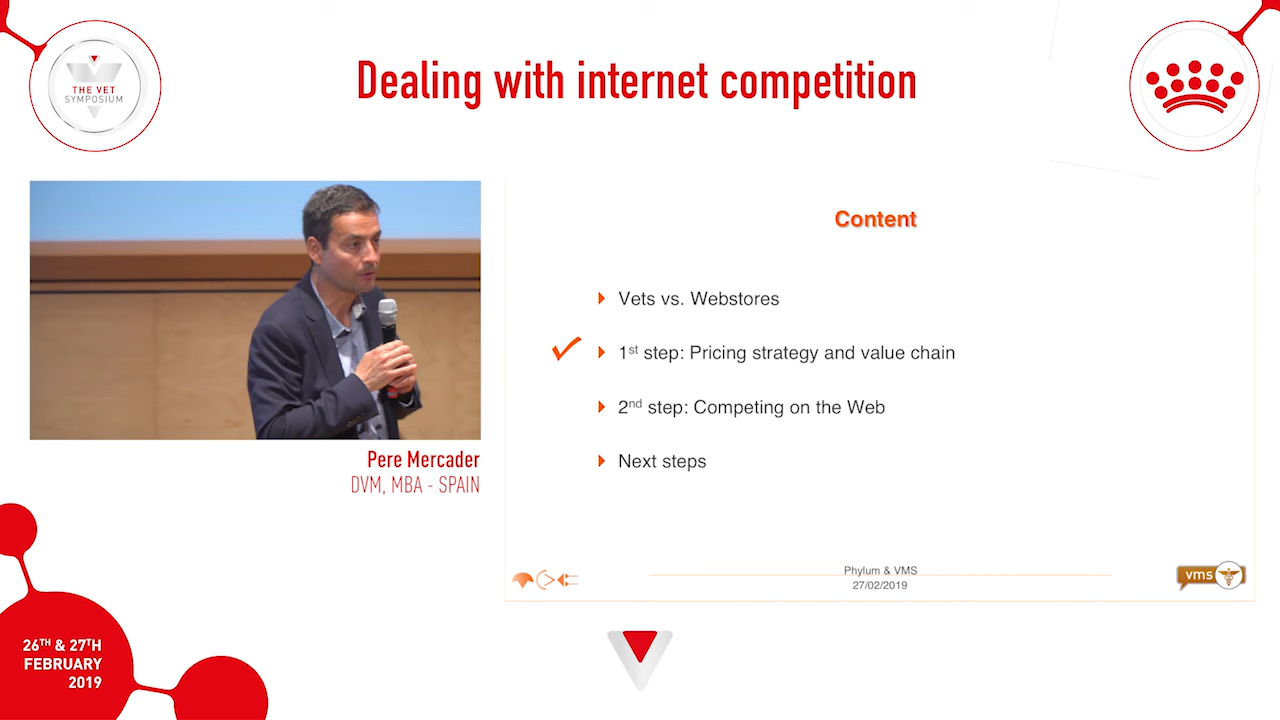 THE VET
SYMPOSIUM
Dealing with internet competition
Content
Vets vs. Webstores
1st step: Pricing strategy and value chain
2nd step: Competing on the Web
Next steps
Pere Mercader
DVM, MBA - SPAIN
Phylum & VMS
27/02/2019
vms
26TH & 27TH
FEBRUARY
2019